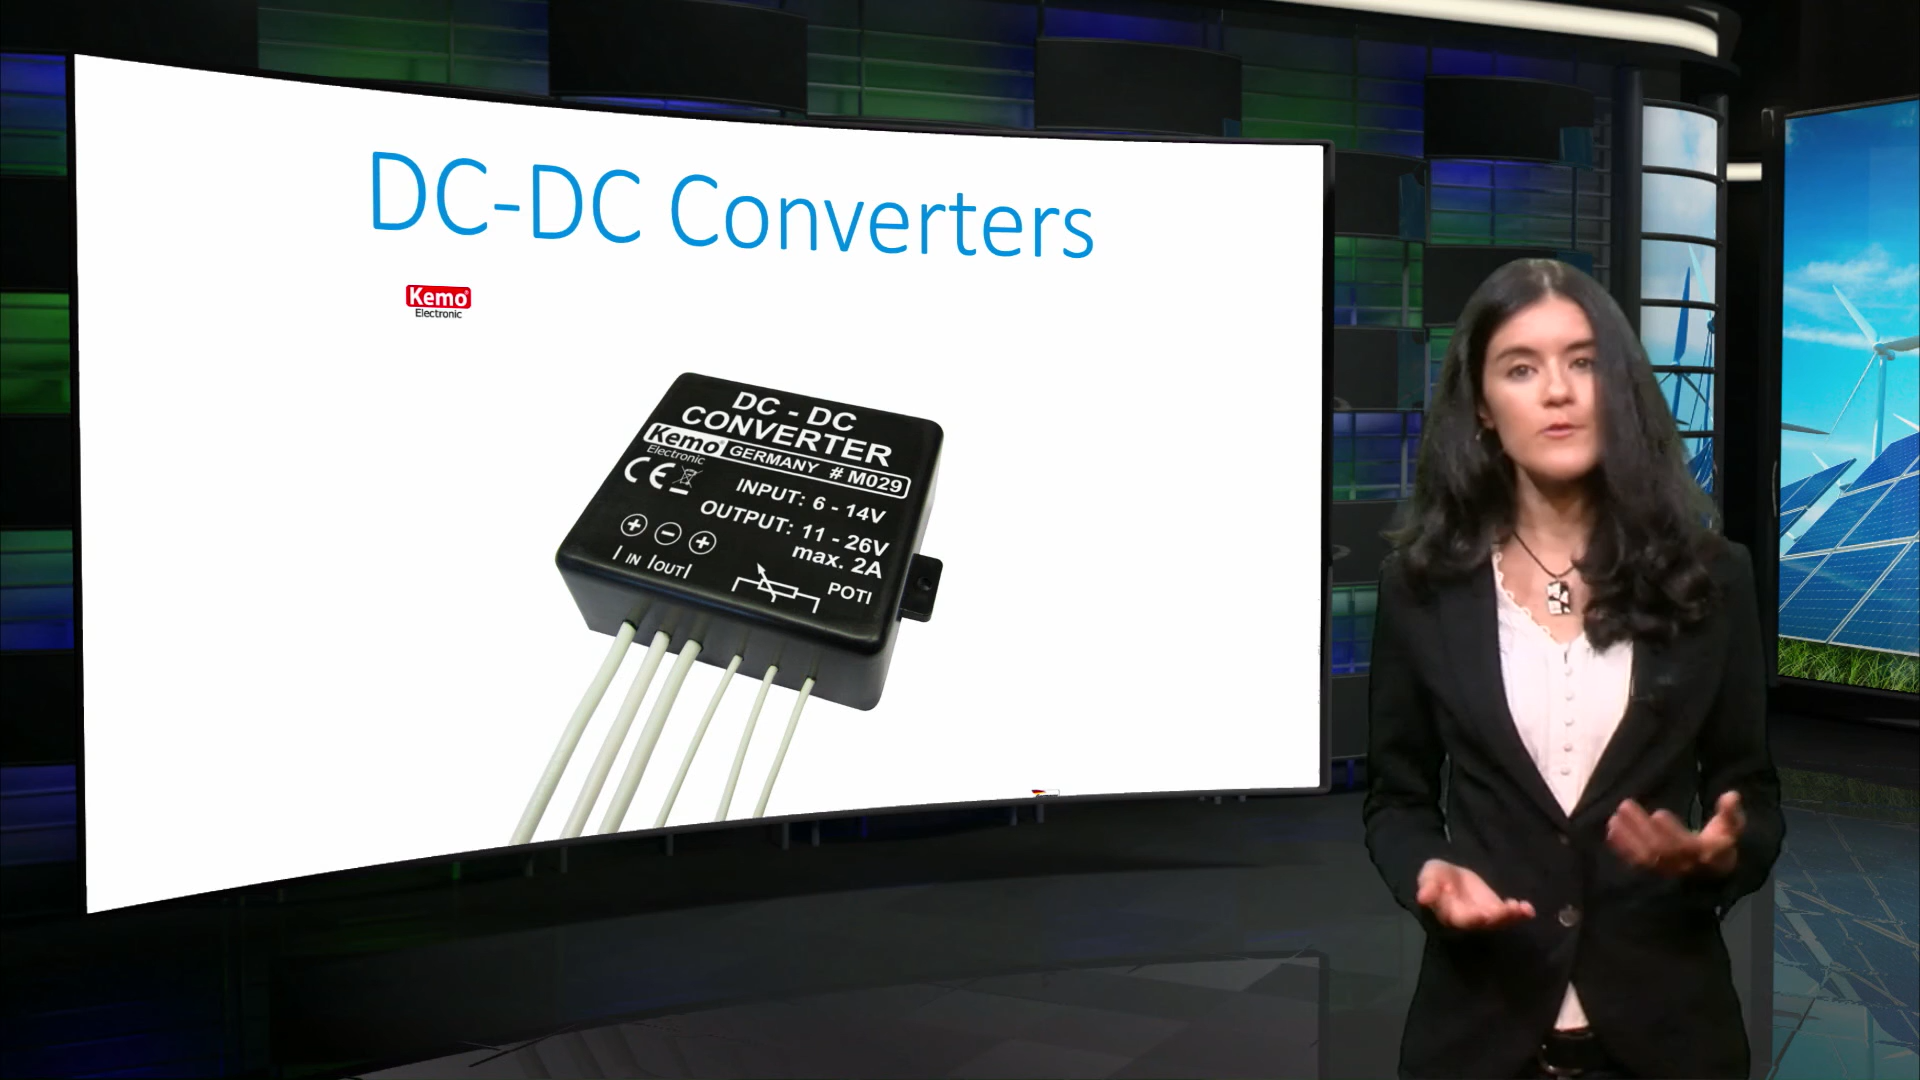 DC-DC Converters
Kemo
Electronic
DC - DC
CONVERTER
Kemo
Electronic
GERMANY # M029
CE
INPUT: 6 - 14V
OUTPUT: 11 - 26V
max. 2A
IN OUT
POTI